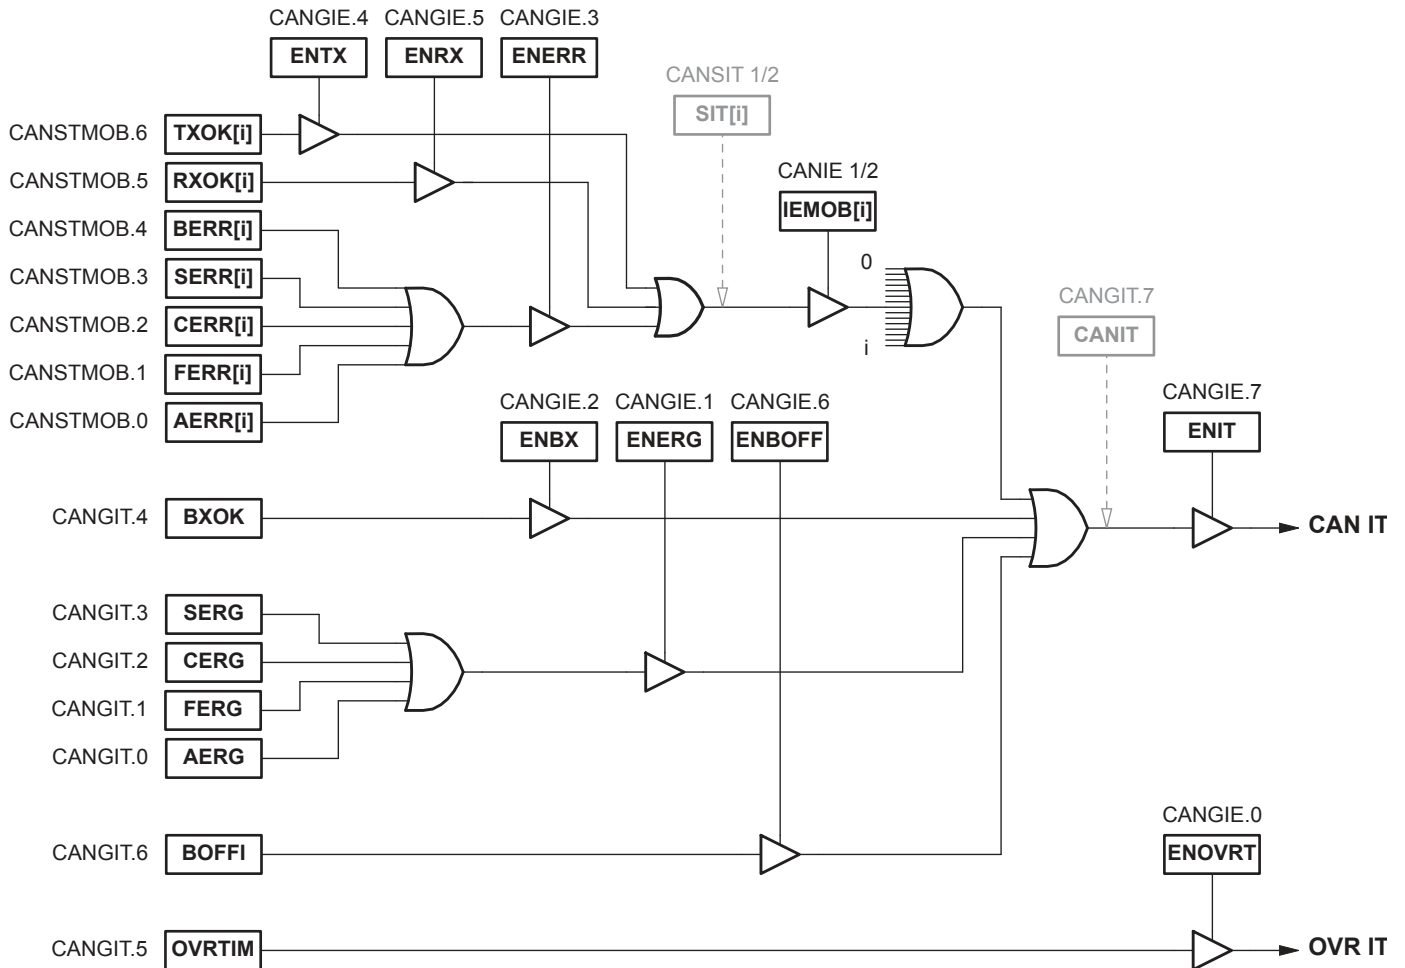 CANGIE.4 CANGIE.5 CANGIE.3
ENTX ENRX ENERR
CANSIT 1/2
SIT[i]
CANSTMOB.6 TXOK[i]
CANIE 1/2
CANSTMOB.5 RXOK[i]
IEMOB[i]
CANSTMOB.4 BERR[i]
0
CANSTMOB.3 SERR[i]
CANGIT.7
CANSTMOB.2 CERR[i]
CANIT
i
CANSTMOB.1 FERR[i]
CANGIE.2 CANGIE.1 CANGIE.6
CANGIE.7
CANSTMOB.0 AERR[i]
ENBX ENERG ENBOFF
ENIT
CANGIT.4 BXOK
CAN IT
CANGIT.3 SERG
CANGIT.2 CERG
CANGIT.1 FERG
CANGIT.0 AERG
CANGIE.0
CANGIT.6 BOFFI
ENOVRT
CANGIT.5 OVRTIM
OVR IT